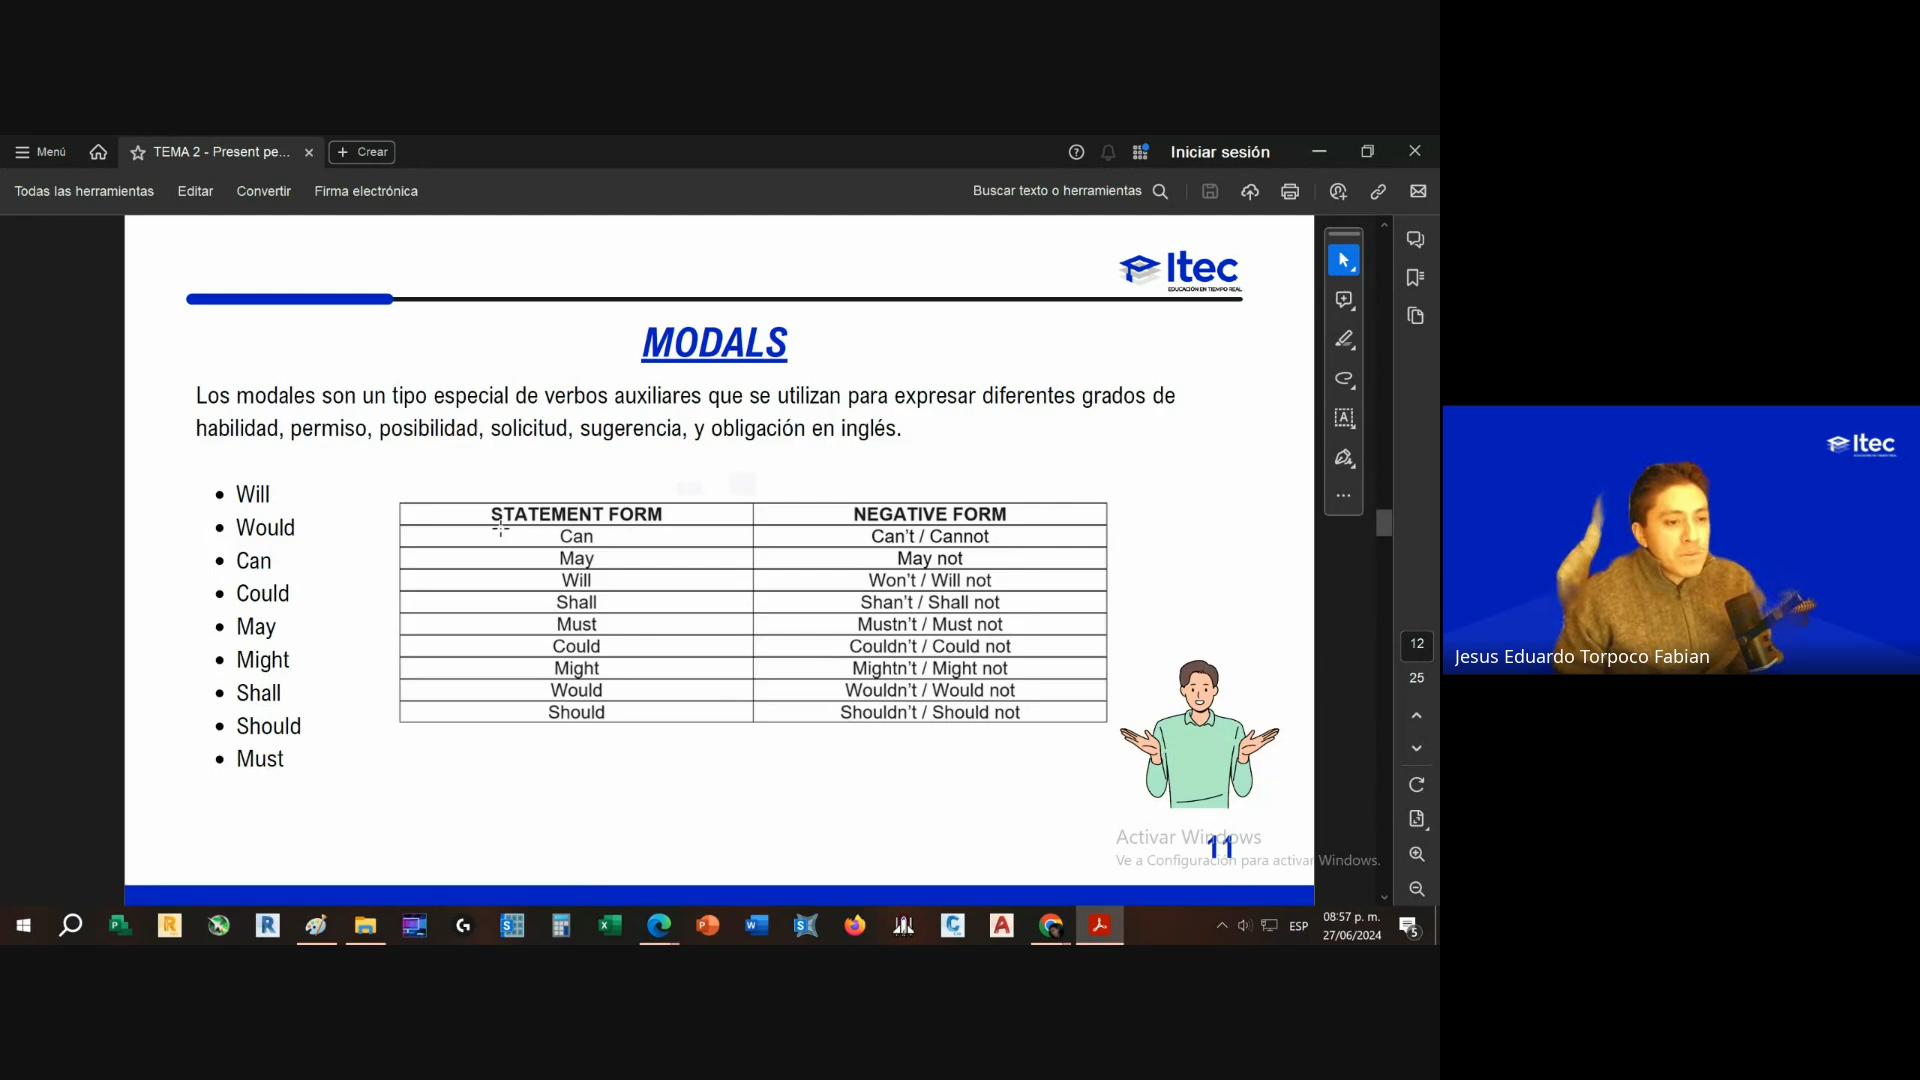 Menú
TEMA 2 - Present pe...
Crear
Iniciar sesión
Todas las herramientas
Editar
Convertir
Firma electrónica
Buscar texto o herramientas
Itec
EDUCACIÓN EN TIEMPO REAL
MODALS
Los modales son un tipo especial de verbos auxiliares que se utilizan para expresar diferentes grados de
habilidad, permiso, posibilidad, solicitud, sugerencia, y obligación en inglés.
• Will
• Would
• Can
• Could
• May
• Might
• Shall
• Should
• Must
STATEMENT FORM NEGATIVE FORM
Can Can't / Cannot
May May not
Will Won't / Will not
Shall Shan't / Shall not
Must Mustn't / Must not
Could Couldn't / Could not
Might Mightn't / Might not
Would Wouldn't / Would not
Should Shouldn't / Should not
11
Activar Windows
Ve a Configuración para activar Windows.
12
25
ESP
08:57 p. m.
27/06/2024
5
Itec
Jesus Eduardo Torpoco Fabian